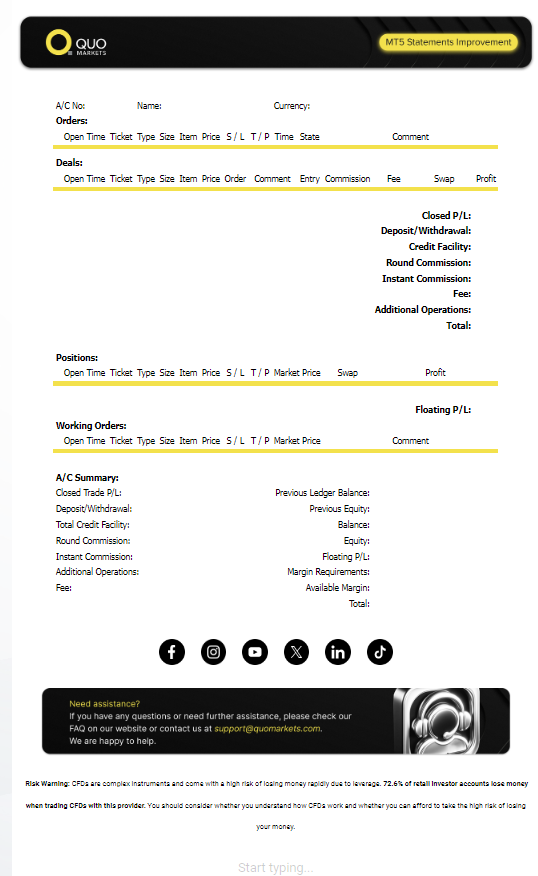 QUO
MARKETS
MT5 Statements Improvement
A/C No: Name: Currency:
Orders:
Open Time Ticket Type Size Item Price S / L T / P Time State Comment
Deals:
Open Time Ticket Type Size Item Price Order Comment Entry Commission Fee Swap Profit
Closed P/L:
Deposit/Withdrawal:
Credit Facility:
Round Commission:
Instant Commission:
Fee:
Additional Operations:
Total:
Positions:
Open Time Ticket Type Size Item Price S / L T / P Market Price Swap Profit
Floating P/L:
Working Orders:
Open Time Ticket Type Size Item Price S / L T / P Market Price Comment
A/C Summary:
Closed Trade P/L: Previous Ledger Balance:
Deposit/Withdrawal: Previous Equity:
Total Credit Facility: Balance:
Round Commission: Equity:
Instant Commission: Floating P/L:
Additional Operations: Margin Requirements:
Fee: Available Margin:
Total:
Need assistance?
If you have any questions or need further assistance, please check our
FAQ on our website or contact us at support@quomarkets.com.
We are happy to help.
Risk Warning: CFDs are complex instruments and come with a high risk of losing money rapidly due to leverage. 72.6% of retail investor accounts lose money
when trading CFDs with this provider. You should consider whether you understand how CFDs work and whether you can afford to take the high risk of losing
your money.
Start typing...